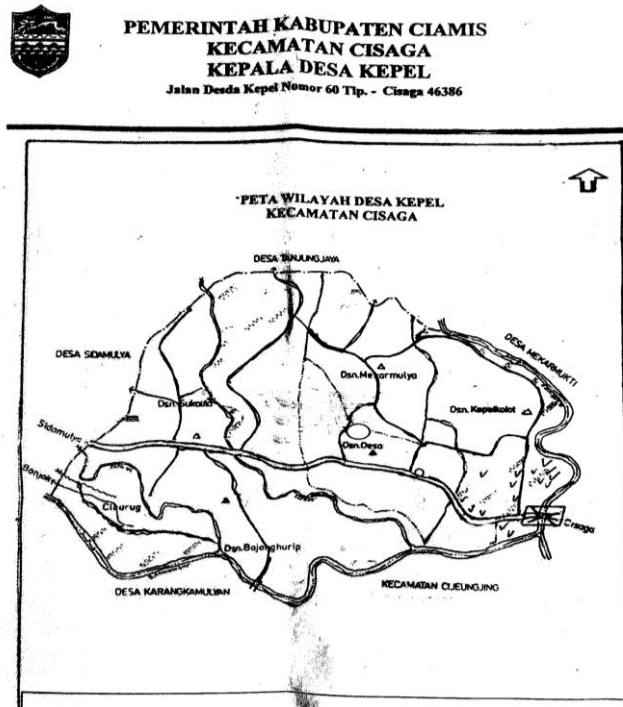 PEMERINTAH KABUPATEN CIAMIS
KECAMATAN CISAGA
KEPALA DESA KEPEL
Jalan Desda Kepel Nomor 60 Tlp. - Cisaga 46386
PETA WILAYAH DESA KEPEL
KECAMATAN CISAGA
DESA TANJUNGJAYA
DESA MEKARMUKTI
DESA SIDAMULYA
Dsn.Mekarmulya
Dsn.Sukaulia
Dsn.Kepelkolot
Sidamulya
Dsn.Desa
Banjar
Ciburug
Cisaga
Dsn.Bojonghurip
DESA KARANGKAMULYAN
KECAMATAN CIJEUNGJING